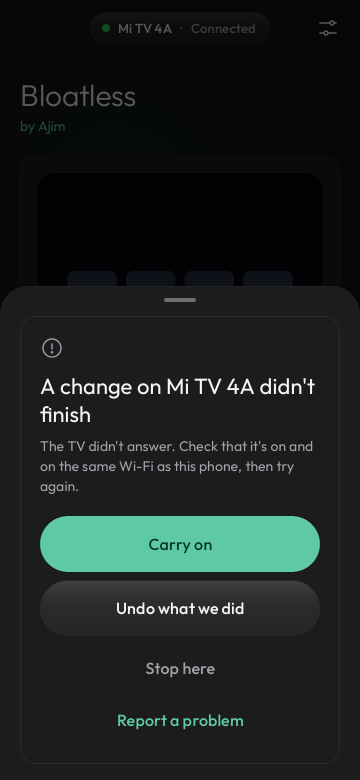 Mi TV 4A · Connected
Bloatless
by Ajim
A change on Mi TV 4A didn't
finish
The TV didn't answer. Check that it's on and
on the same Wi-Fi as this phone, then try
again.
Carry on
Undo what we did
Stop here
Report a problem